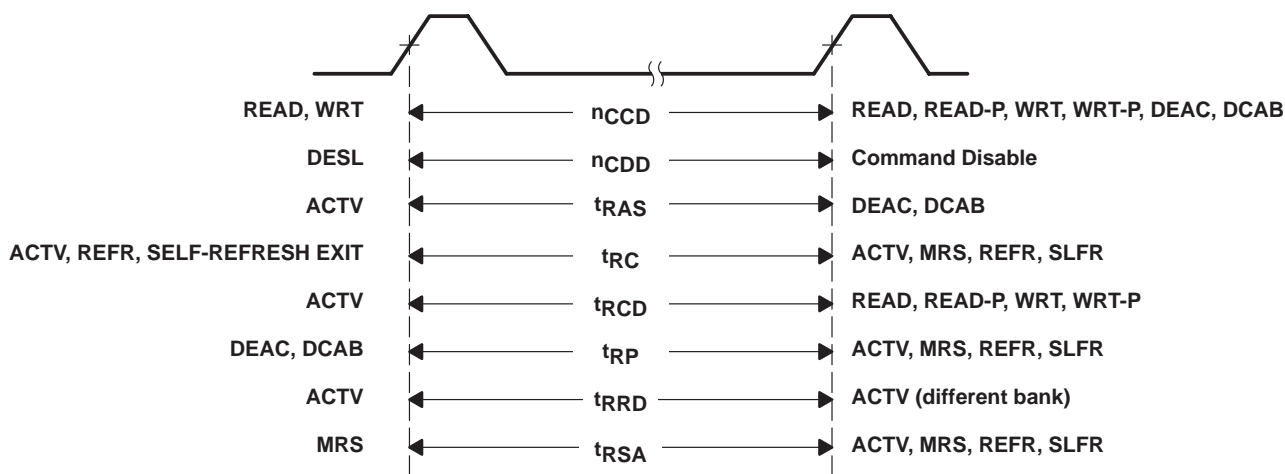 READ, WRT nCCD READ, READ-P, WRT, WRT-P, DEAC, DCAB
DESL nCDD Command Disable
ACTV tRAS DEAC, DCAB
ACTV, REFR, SELF-REFRESH EXIT tRC ACTV, MRS, REFR, SLFR
ACTV tRCD READ, READ-P, WRT, WRT-P
DEAC, DCAB tRP ACTV, MRS, REFR, SLFR
ACTV tRRD ACTV (different bank)
MRS tRSA ACTV, MRS, REFR, SLFR